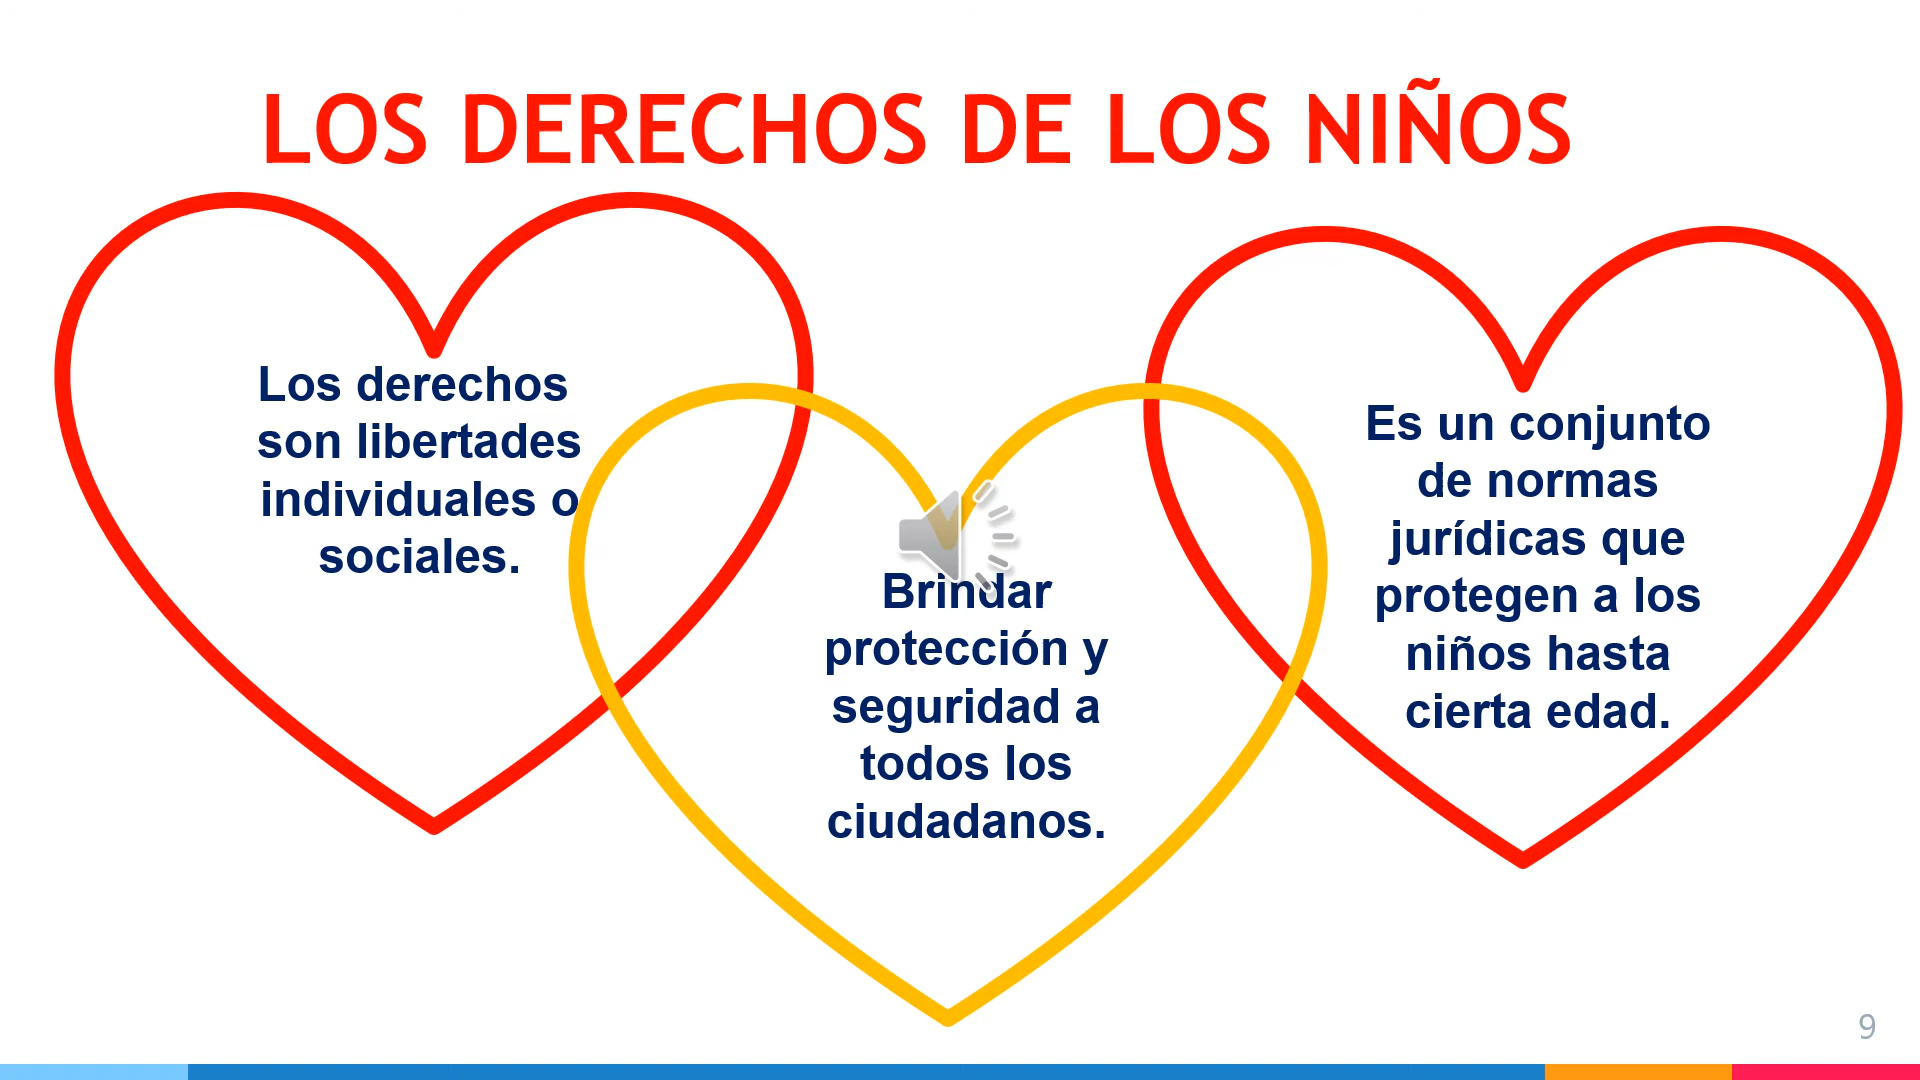 LOS DERECHOS DE LOS NIÑOS
Los derechos
son libertades
individuales o
sociales.
Brindar
protección y
seguridad a
todos los
ciudadanos.
Es un conjunto
de normas
jurídicas que
protegen a los
niños hasta
cierta edad.
9